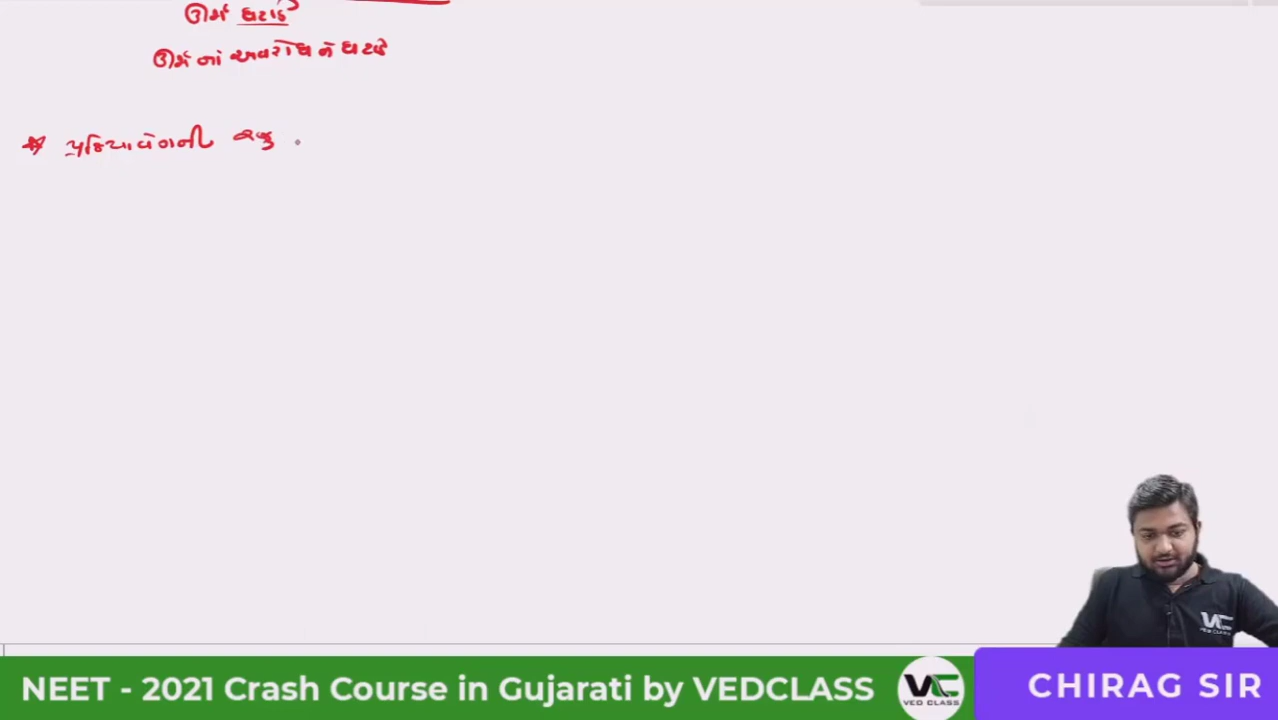 ઊર્જા ઘટાડે
ઊર્જા નાં અવરોધ ને ઘટાડે
* પ્રક્રિયાવેગની
NEET - 2021 Crash Course in Gujarati by VEDCLASS
VC
VED CLASS
CHIRAG SIR